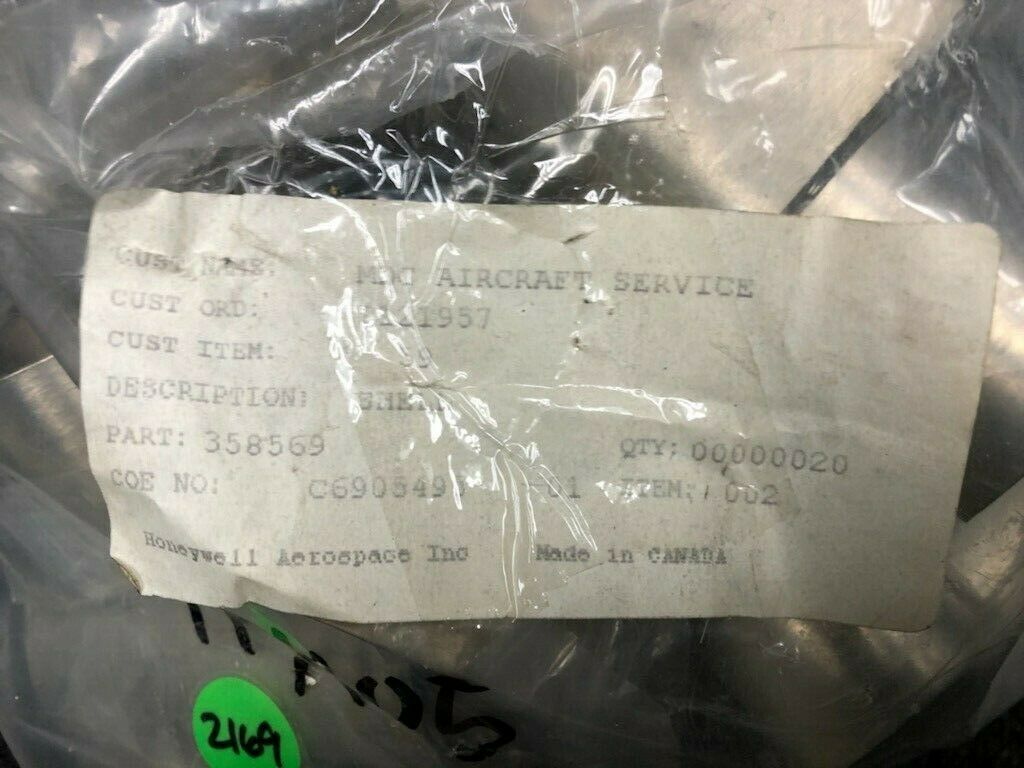 CUST NAME: AIRCRAFT SERVICE
CUST ORD:
CUST ITEM:
DESCRIPTION: SHELL
PART: 358569 QTY: 00000020
COE NO: ITEM: 002
Honeywell Aerospace Inc Made in CANADA
2169